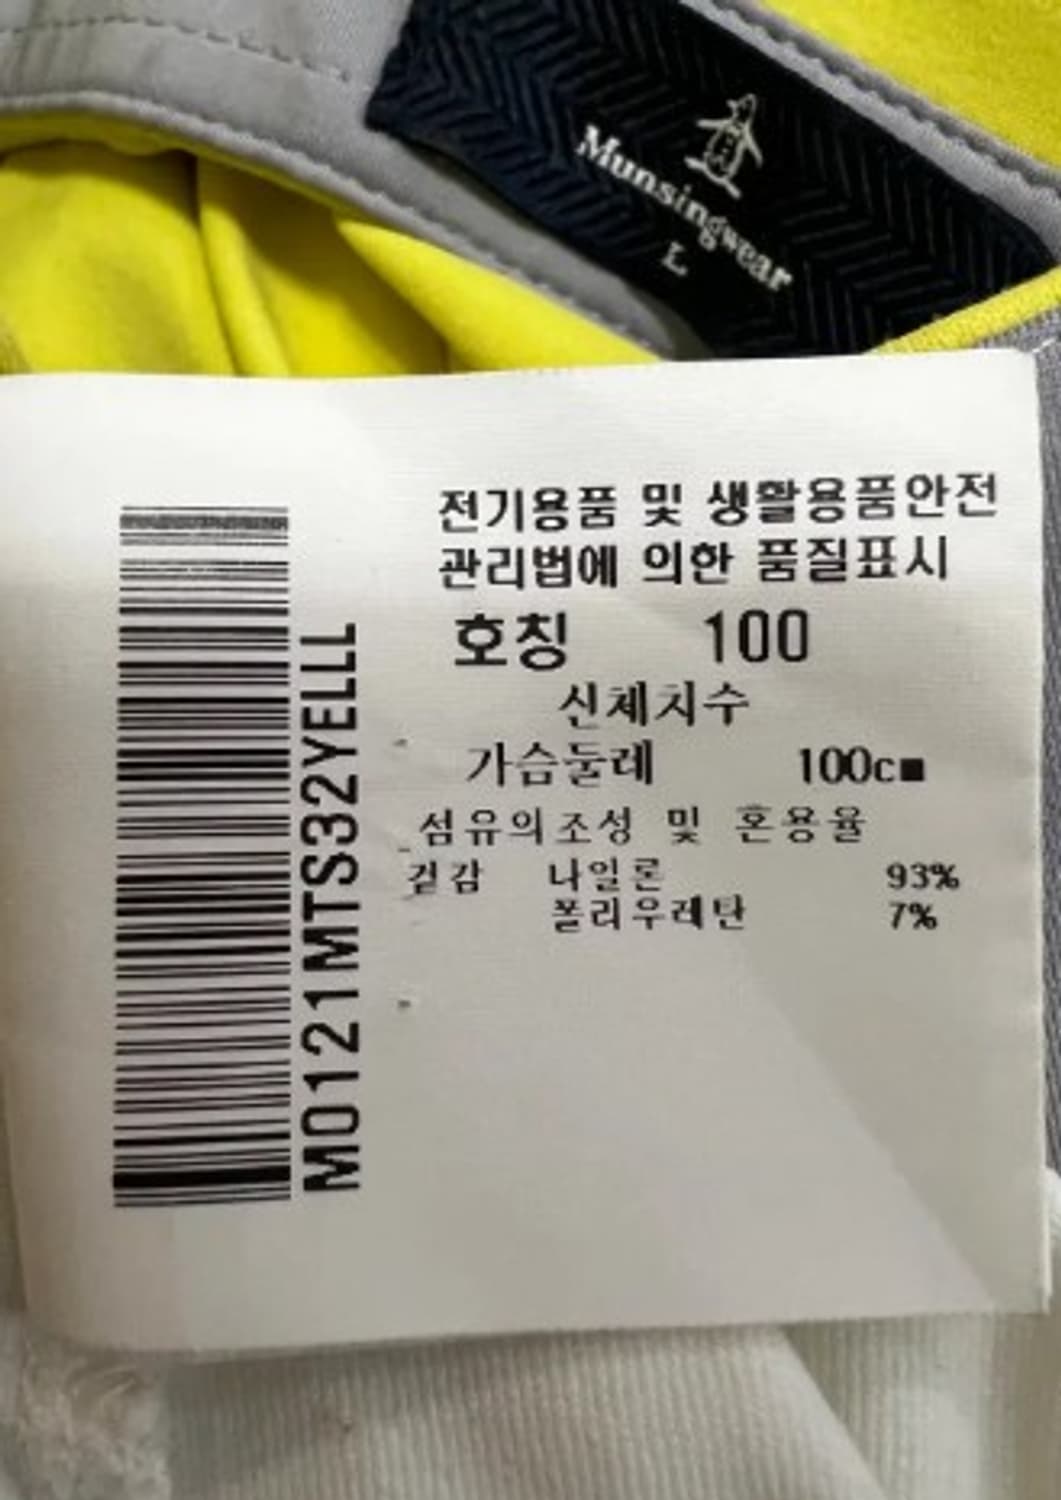 Munsingwear
L
전기용품 및 생활용품안전
관리법에 의한 품질표시
호칭 100
신체치수
가슴둘레 100c■
섬유의조성 및 혼용율
겉감 나일론 93%
폴리우레탄 7%
M0121MTS32YELLL